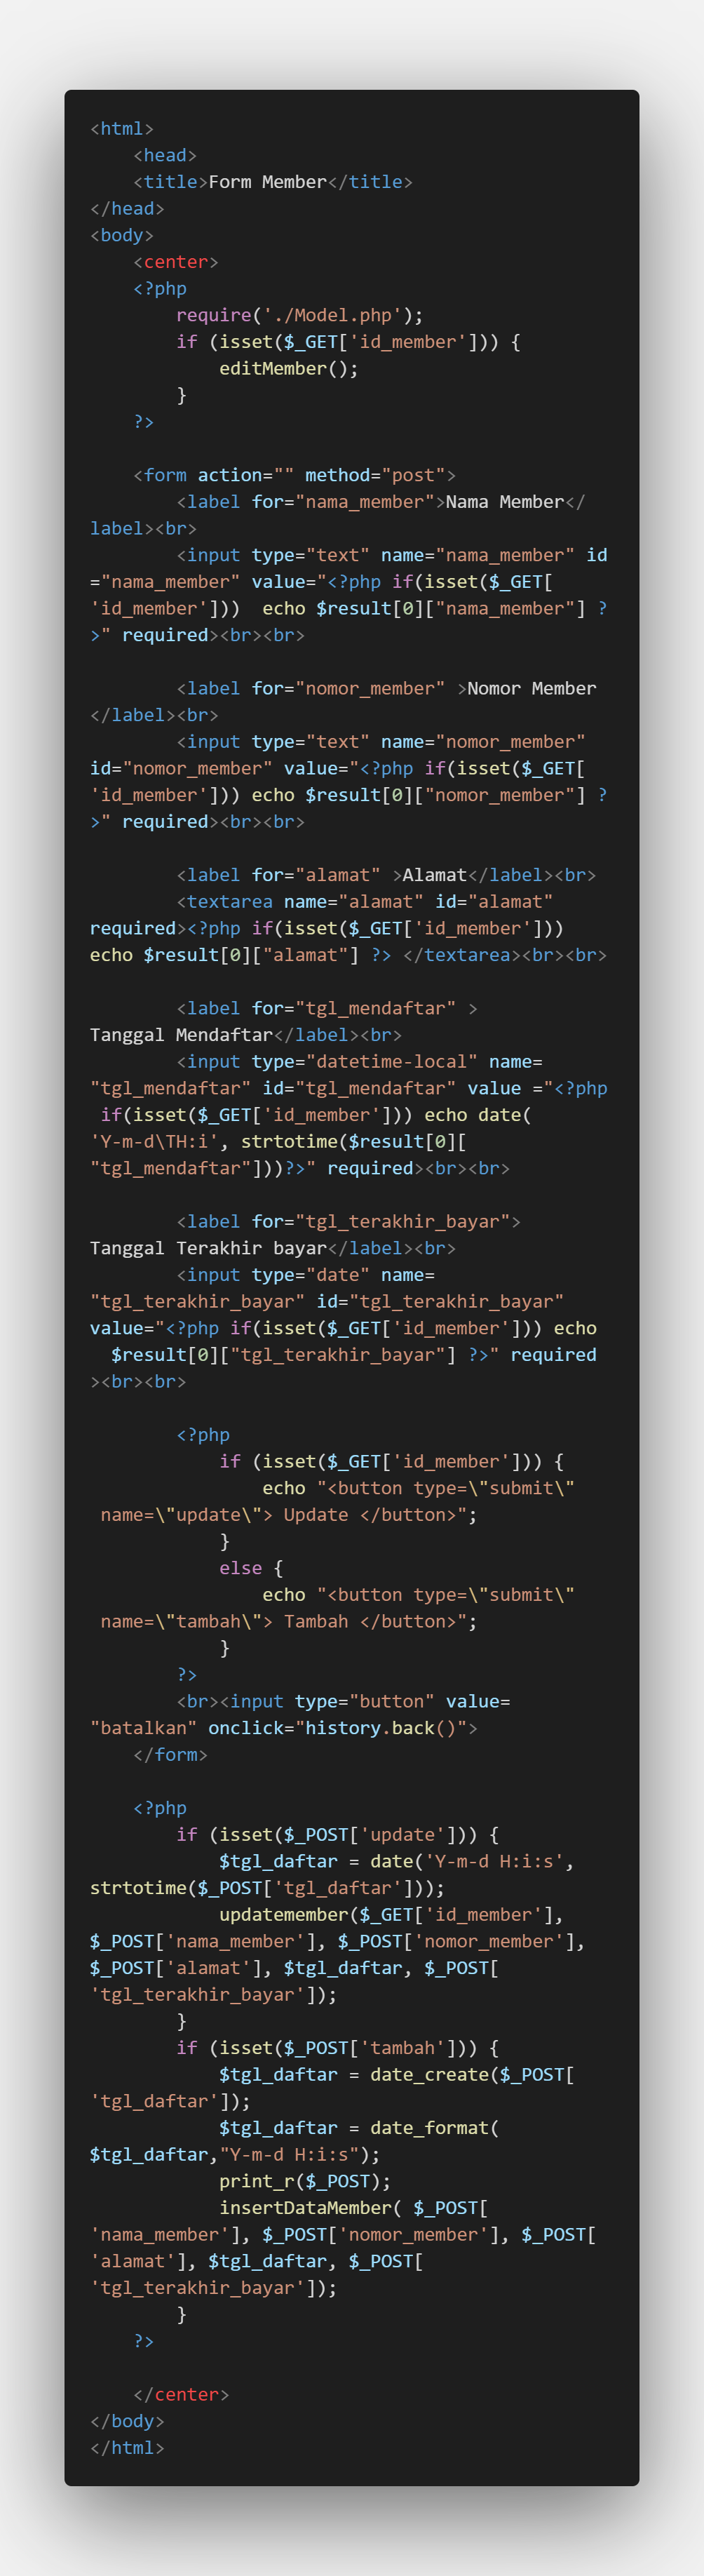 <html>
    <head>
    <title>Form Member</title>
</head>
<body>
    <center>
    <?php
        require('./Model.php');
        if (isset($_GET['id_member'])) {
            editMember();
        }
    ?>

    <form action="" method="post">
        <label for="nama_member">Nama Member</
label><br>
        <input type="text" name="nama_member" id
="nama_member" value="<?php if(isset($_GET[
'id_member']))  echo $result[0]["nama_member"] ?
>" required><br><br>

        <label for="nomor_member" >Nomor Member
</label><br>
        <input type="text" name="nomor_member"
id="nomor_member" value="<?php if(isset($_GET[
'id_member'])) echo $result[0]["nomor_member"] ?
>" required><br><br>

        <label for="alamat" >Alamat</label><br>
        <textarea name="alamat" id="alamat"
required><?php if(isset($_GET['id_member']))
echo $result[0]["alamat"] ?> </textarea><br><br>

        <label for="tgl_mendaftar" >
Tanggal Mendaftar</label><br>
        <input type="datetime-local" name=
"tgl_mendaftar" id="tgl_mendaftar" value ="<?php
 if(isset($_GET['id_member'])) echo date(
'Y-m-d\TH:i', strtotime($result[0][
"tgl_mendaftar"]))?>" required><br><br>

        <label for="tgl_terakhir_bayar">
Tanggal Terakhir bayar</label><br>
        <input type="date" name=
"tgl_terakhir_bayar" id="tgl_terakhir_bayar"
value="<?php if(isset($_GET['id_member'])) echo
  $result[0]["tgl_terakhir_bayar"] ?>" required
><br><br>

        <?php
            if (isset($_GET['id_member'])) {
                echo "<button type=\"submit\"
 name=\"update\"> Update </button>";
            }
            else {
                echo "<button type=\"submit\"
 name=\"tambah\"> Tambah </button>";
            }
        ?>
        <br><input type="button" value=
"batalkan" onclick="history.back()">
    </form>

    <?php
        if (isset($_POST['update'])) {
            $tgl_daftar = date('Y-m-d H:i:s',
strtotime($_POST['tgl_daftar']));
            updatemember($_GET['id_member'],
$_POST['nama_member'], $_POST['nomor_member'],
$_POST['alamat'], $tgl_daftar, $_POST[
'tgl_terakhir_bayar']);
        }
        if (isset($_POST['tambah'])) {
            $tgl_daftar = date_create($_POST[
'tgl_daftar']);
            $tgl_daftar = date_format(
$tgl_daftar,"Y-m-d H:i:s");
            print_r($_POST);
            insertDataMember( $_POST[
'nama_member'], $_POST['nomor_member'], $_POST[
'alamat'], $tgl_daftar, $_POST[
'tgl_terakhir_bayar']);
        }
    ?>

    </center>
</body>
</html>